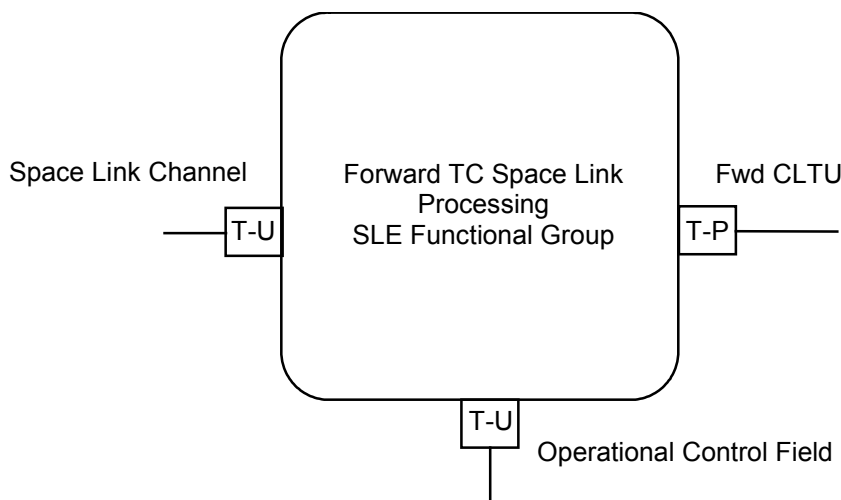 Space Link Channel
T-U
Forward TC Space Link
Processing
SLE Functional Group
Fwd CLTU
T-P
T-U
Operational Control Field